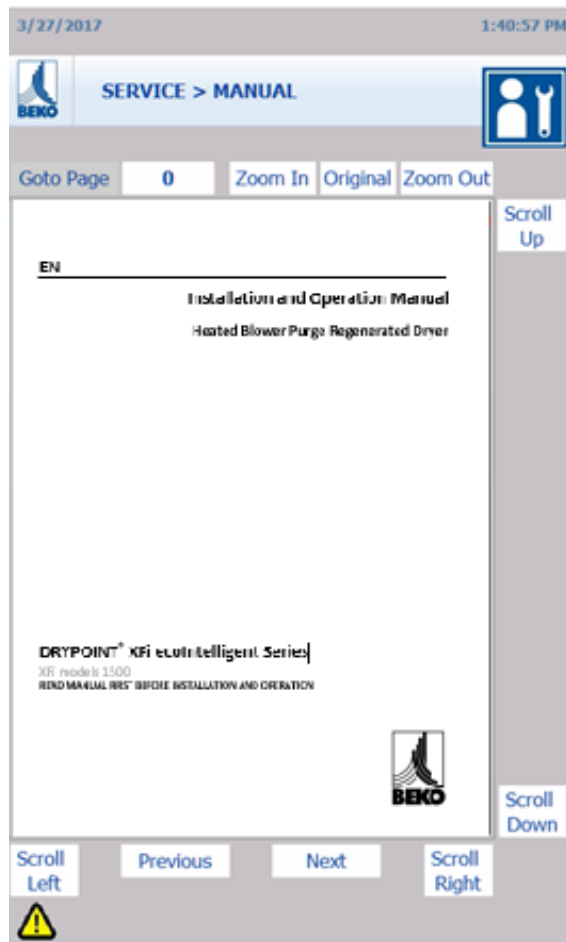 3/27/2017 1:40:57 PM
BEKO
SERVICE > MANUAL
Goto Page 0 Zoom In Original Zoom Out
Scroll
Up
EN
Installation and Operation Manual
Heated Blower Purge Regenerated Dryer
DRYPOINT® XFi ecoIntelligent Series
XFi models 1500
READ MANUAL FIRST BEFORE INSTALLATION AND OPERATION
BEKO
Scroll
Down
Scroll
Left
Previous
Next
Scroll
Right